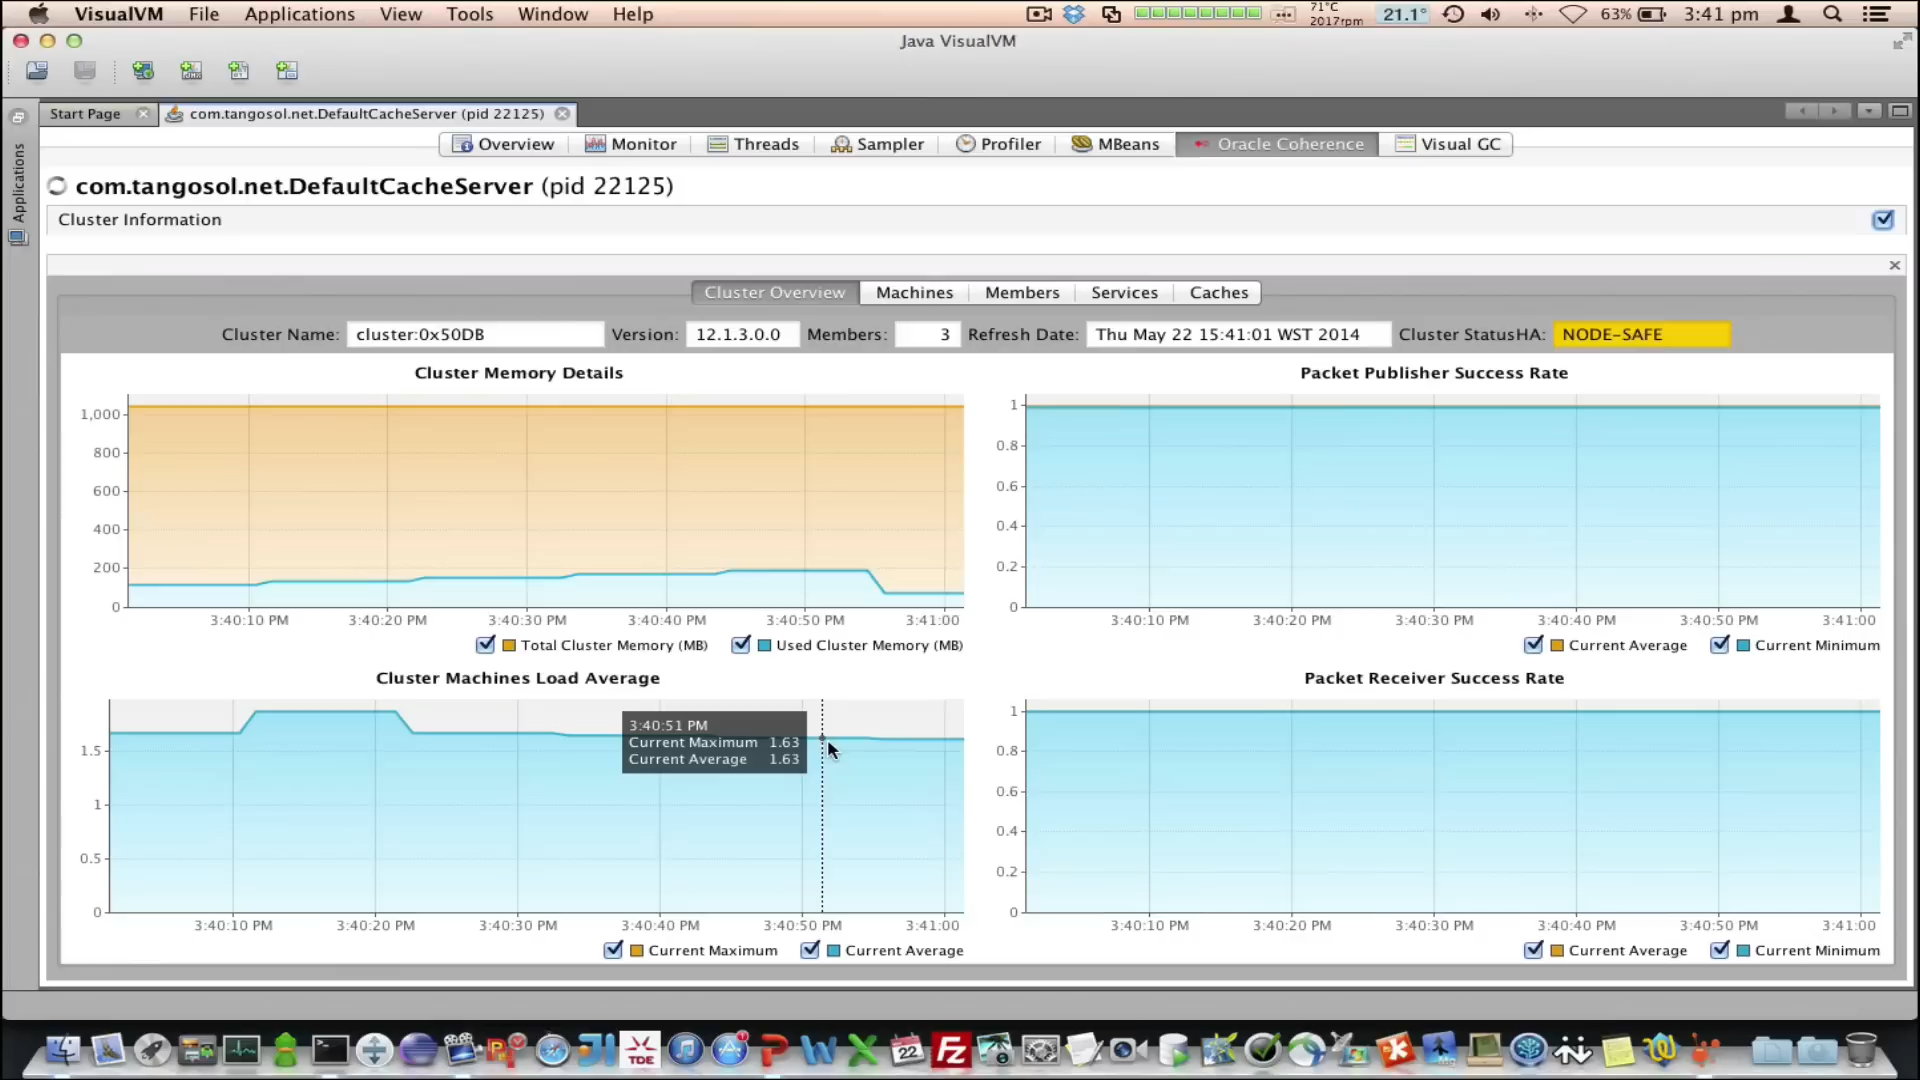 VisualVM File Applications View Tools Window Help 71°C 2017rpm 21.1° 63% 3:41 pm
Java VisualVM
Start Page com.tangosol.net.DefaultCacheServer (pid 22125)
Applications
Overview Monitor Threads Sampler Profiler MBeans Oracle Coherence Visual GC
com.tangosol.net.DefaultCacheServer (pid 22125)
Cluster Information
Cluster Overview Machines Members Services Caches
Cluster Name: cluster:0x50DB Version: 12.1.3.0.0 Members: 3 Refresh Date: Thu May 22 15:41:01 WST 2014 Cluster StatusHA: NODE-SAFE
Cluster Memory Details
1,000
800
600
400
200
0
3:40:10 PM 3:40:20 PM 3:40:30 PM 3:40:40 PM 3:40:50 PM 3:41:00
Total Cluster Memory (MB) Used Cluster Memory (MB)
Packet Publisher Success Rate
1
0.8
0.6
0.4
0.2
0
3:40:10 PM 3:40:20 PM 3:40:30 PM 3:40:40 PM 3:40:50 PM 3:41:00
Current Average Current Minimum
Cluster Machines Load Average
3:40:51 PM
Current Maximum 1.63
Current Average 1.63
1.5
1
0.5
0
3:40:10 PM 3:40:20 PM 3:40:30 PM 3:40:40 PM 3:40:50 PM 3:41:00
Current Maximum Current Average
Packet Receiver Success Rate
1
0.8
0.6
0.4
0.2
0
3:40:10 PM 3:40:20 PM 3:40:30 PM 3:40:40 PM 3:40:50 PM 3:41:00
Current Average Current Minimum
TDE
22
Fz